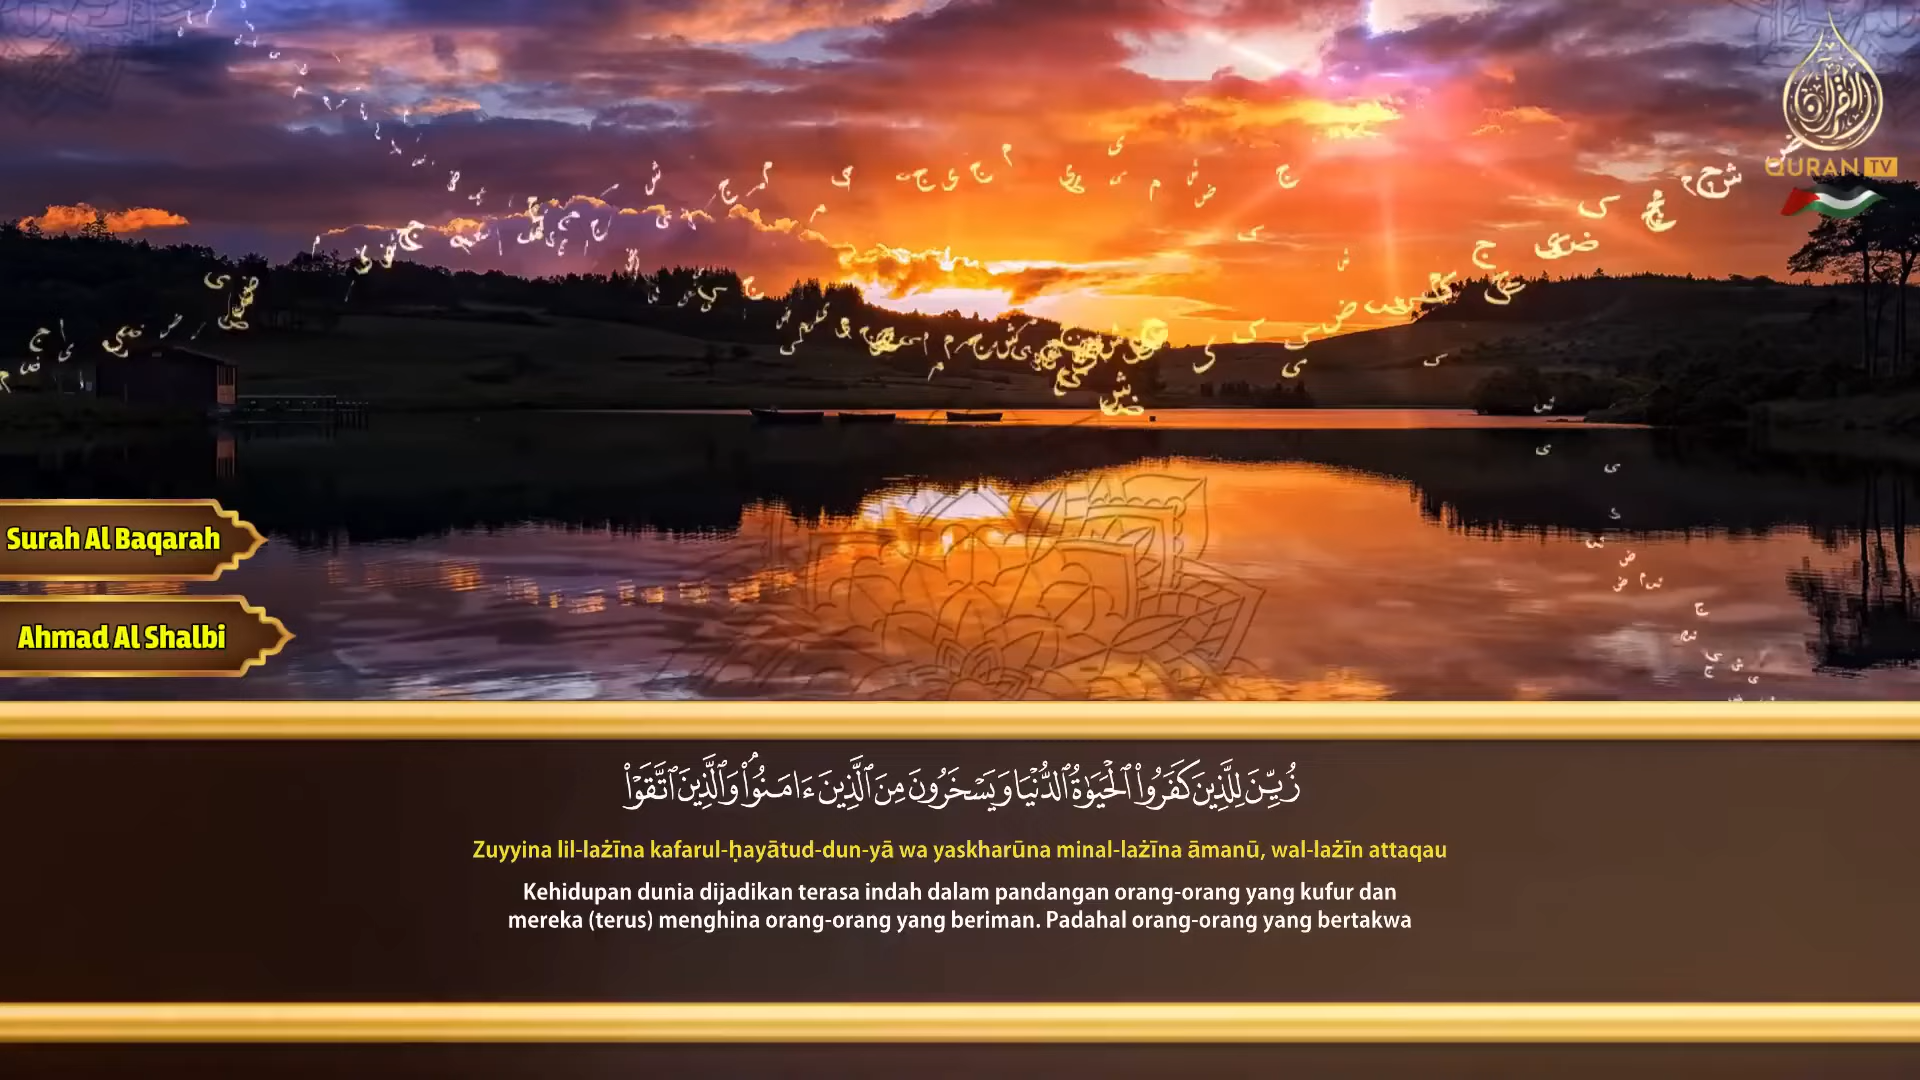 القرآن
QURAN TV
Surah Al Baqarah
Ahmad Al Shalbi
زُيِّنَ لِلَّذِينَ كَفَرُوا۟ ٱلْحَيَوٰةُ ٱلدُّنْيَا وَيَسْخَرُونَ مِنَ ٱلَّذِينَ ءَامَنُوا۟ ۘ وَٱلَّذِينَ ٱتَّقَوْا۟
Zuyyina lil-lażīna kafarul-ḥayātud-dun-yā wa yaskharūna minal-lażīna āmanū, wal-lażīn attaqau
Kehidupan dunia dijadikan terasa indah dalam pandangan orang-orang yang kufur dan
mereka (terus) menghina orang-orang yang beriman. Padahal orang-orang yang bertakwa